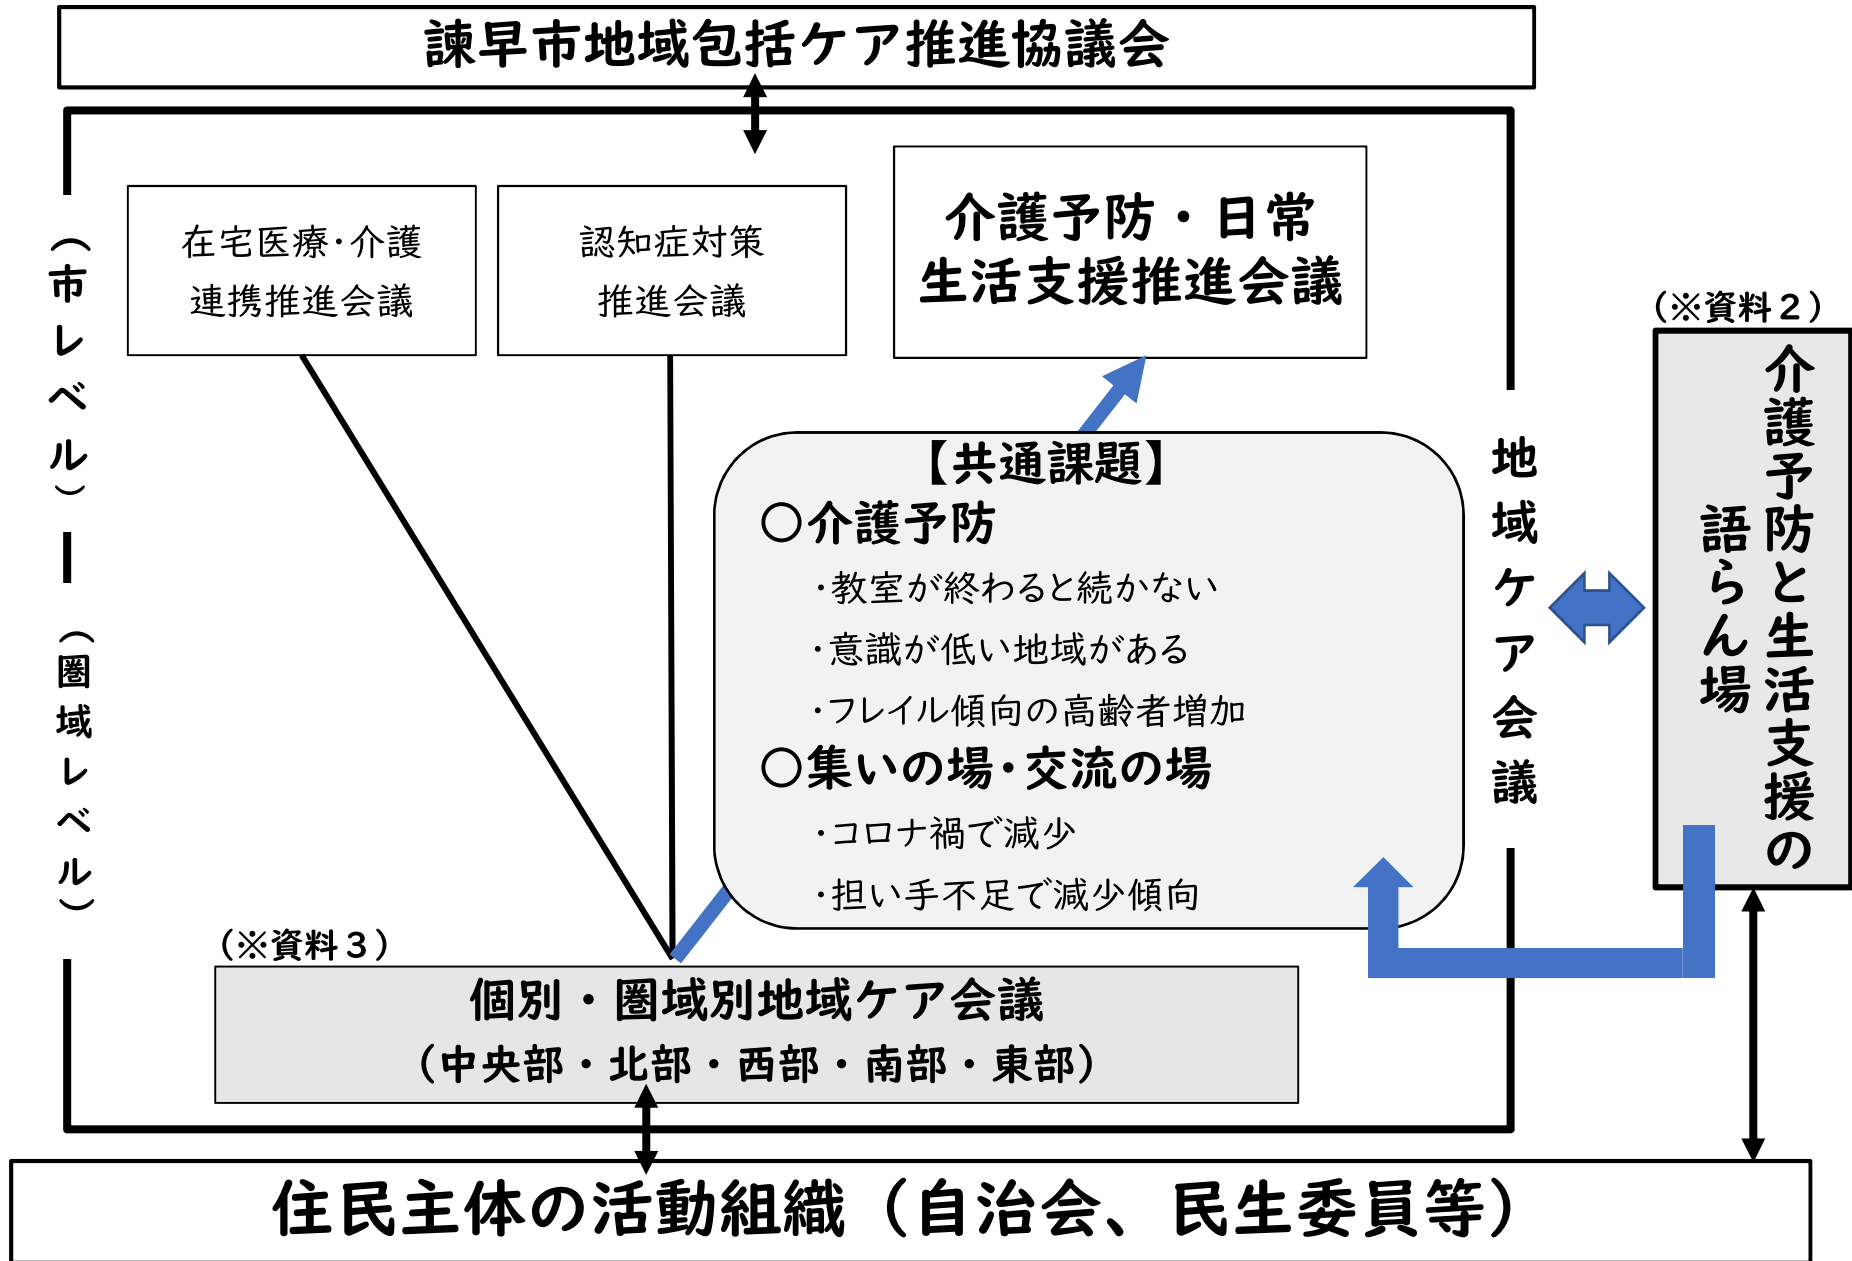 諫早市地域包括ケア推進協議会
(市レベル)
(圏域レベル)
在宅医療・介護
連携推進会議
認知症対策
推進会議
介護予防・日常
生活支援推進会議
【共通課題】
〇介護予防
・教室が終わると続かない
・意識が低い地域がある
・フレイル傾向の高齢者増加
〇集いの場・交流の場
・コロナ禍で減少
・担い手不足で減少傾向
地域ケア会議
(※資料2)
介護予防と生活支援の
語らん場
(※資料3)
個別・圏域別地域ケア会議
(中央部・北部・西部・南部・東部)
住民主体の活動組織(自治会、民生委員等)